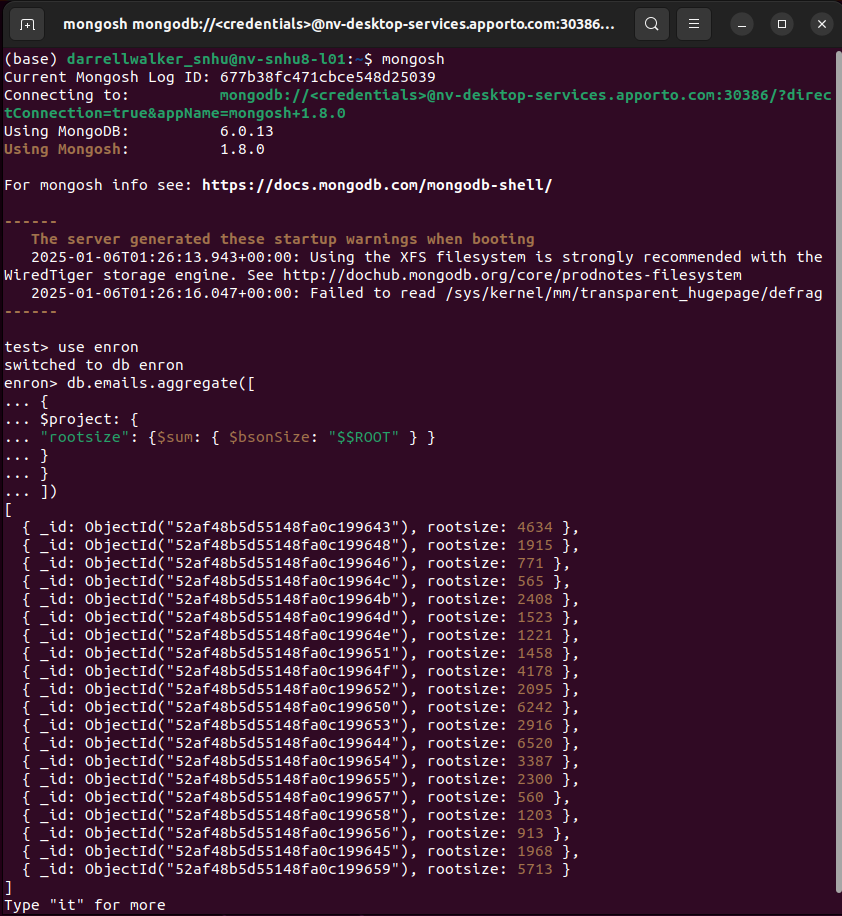 mongosh mongodb://<credentials>@nv-desktop-services.apporto.com:30386...
(base) darrellwalker_snhu@nv-snhu8-l01:~$ mongosh
Current Mongosh Log ID: 677b38fc471cbce548d25039
Connecting to:          mongodb://<credentials>@nv-desktop-services.apporto.com:30386/?direc
tConnection=true&appName=mongosh+1.8.0
Using MongoDB:          6.0.13
Using Mongosh:          1.8.0
For mongosh info see: https://docs.mongodb.com/mongodb-shell/
------
   The server generated these startup warnings when booting
   2025-01-06T01:26:13.943+00:00: Using the XFS filesystem is strongly recommended with the
WiredTiger storage engine. See http://dochub.mongodb.org/core/prodnotes-filesystem
   2025-01-06T01:26:16.047+00:00: Failed to read /sys/kernel/mm/transparent_hugepage/defrag
------
test> use enron
switched to db enron
enron> db.emails.aggregate([
... {
... $project: {
... "rootsize": {$sum: { $bsonSize: "$$ROOT" } }
... }
... }
... ])
[
  { _id: ObjectId("52af48b5d55148fa0c199643"), rootsize: 4634 },
  { _id: ObjectId("52af48b5d55148fa0c199648"), rootsize: 1915 },
  { _id: ObjectId("52af48b5d55148fa0c199646"), rootsize: 771 },
  { _id: ObjectId("52af48b5d55148fa0c19964c"), rootsize: 565 },
  { _id: ObjectId("52af48b5d55148fa0c19964b"), rootsize: 2408 },
  { _id: ObjectId("52af48b5d55148fa0c19964d"), rootsize: 1523 },
  { _id: ObjectId("52af48b5d55148fa0c19964e"), rootsize: 1221 },
  { _id: ObjectId("52af48b5d55148fa0c199651"), rootsize: 1458 },
  { _id: ObjectId("52af48b5d55148fa0c19964f"), rootsize: 4178 },
  { _id: ObjectId("52af48b5d55148fa0c199652"), rootsize: 2095 },
  { _id: ObjectId("52af48b5d55148fa0c199650"), rootsize: 6242 },
  { _id: ObjectId("52af48b5d55148fa0c199653"), rootsize: 2916 },
  { _id: ObjectId("52af48b5d55148fa0c199644"), rootsize: 6520 },
  { _id: ObjectId("52af48b5d55148fa0c199654"), rootsize: 3387 },
  { _id: ObjectId("52af48b5d55148fa0c199655"), rootsize: 2300 },
  { _id: ObjectId("52af48b5d55148fa0c199657"), rootsize: 560 },
  { _id: ObjectId("52af48b5d55148fa0c199658"), rootsize: 1203 },
  { _id: ObjectId("52af48b5d55148fa0c199656"), rootsize: 913 },
  { _id: ObjectId("52af48b5d55148fa0c199645"), rootsize: 1968 },
  { _id: ObjectId("52af48b5d55148fa0c199659"), rootsize: 5713 }
]
Type "it" for more